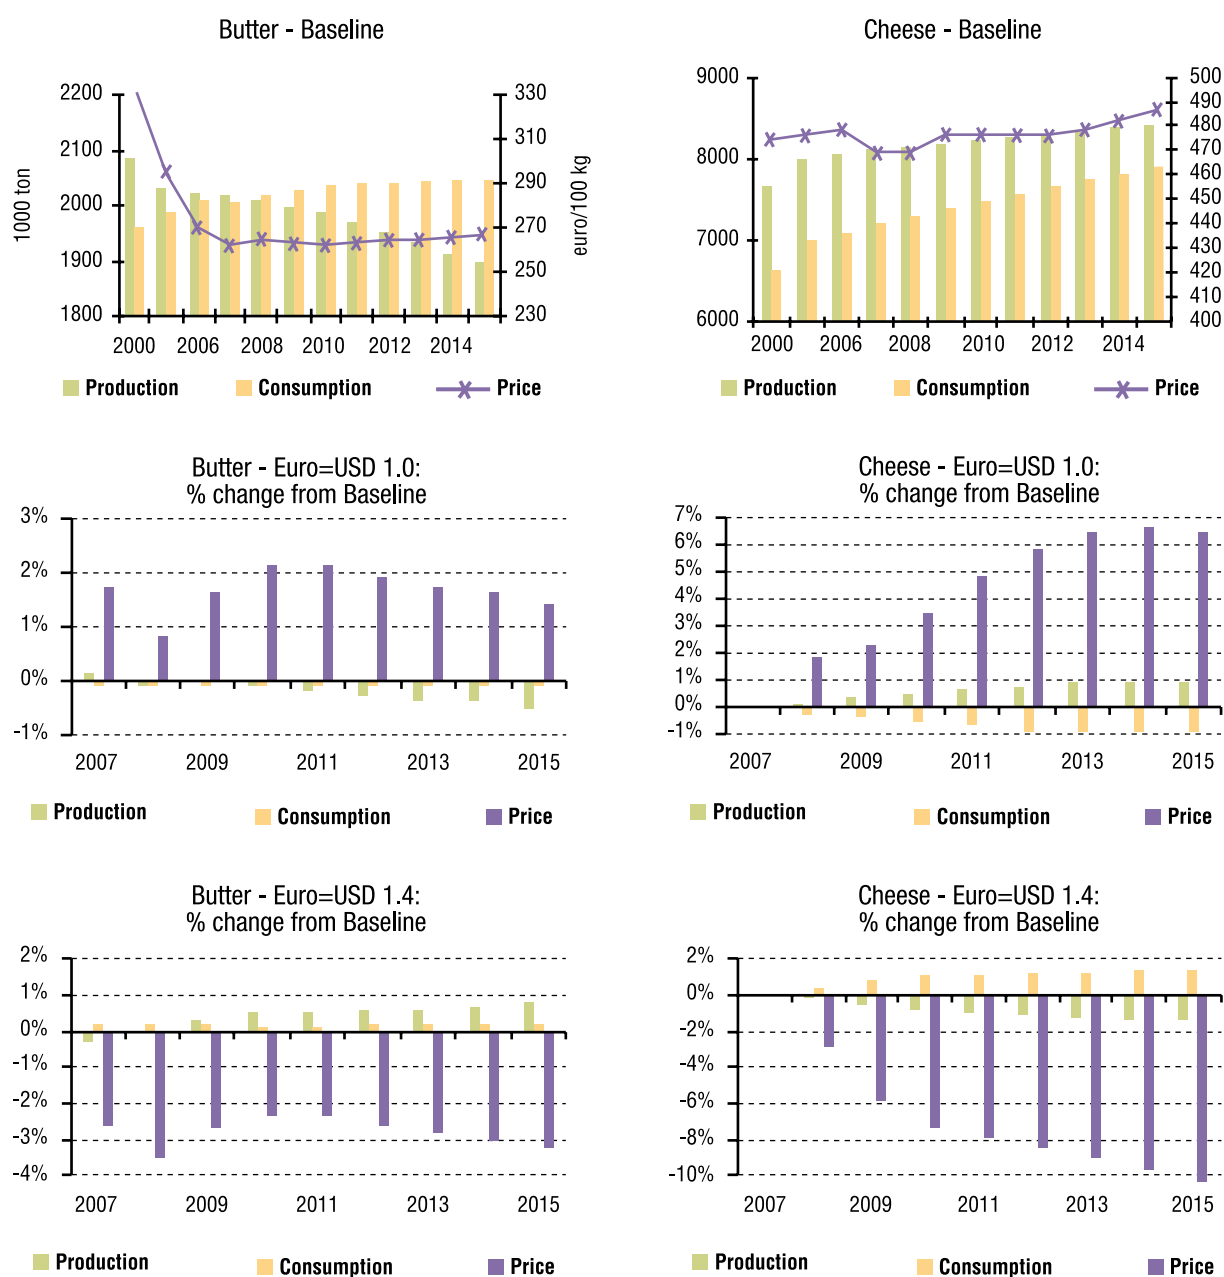 Butter - Baseline
1000 ton
2200
2100
2000
1900
1800
330
310
290
270
250
230
euro/100 kg
2000 2006 2008 2010 2012 2014
Production Consumption Price
Cheese - Baseline
9000
8000
7000
6000
500
490
480
470
460
450
440
430
420
410
400
2000 2006 2008 2010 2012 2014
Production Consumption Price
Butter - Euro=USD 1.0:
% change from Baseline
3%
2%
1%
0%
-1%
2007 2009 2011 2013 2015
Production Consumption Price
Cheese - Euro=USD 1.0:
% change from Baseline
7%
6%
5%
4%
3%
2%
1%
0%
-1%
2007 2009 2011 2013 2015
Production Consumption Price
Butter - Euro=USD 1.4:
% change from Baseline
2%
1%
0%
-1%
-2%
-3%
-4%
2007 2009 2011 2013 2015
Production Consumption Price
Cheese - Euro=USD 1.4:
% change from Baseline
2%
0%
-2%
-4%
-6%
-8%
-10%
2007 2009 2011 2013 2015
Production Consumption Price